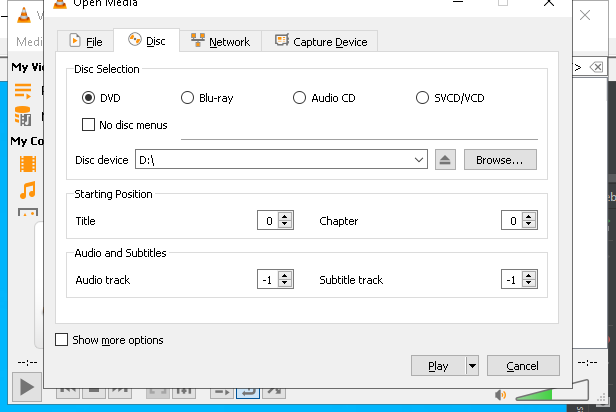 Open Media
Medi
File
Disc
Network
Capture Device
My Vi
My Co
Disc Selection
DVD
Blu-ray
Audio CD
SVCD/VCD
No disc menus
Disc device
D:\
Browse...
Starting Position
Title
0
Chapter
0
Audio and Subtitles
Audio track
-1
Subtitle track
-1
Show more options
--:--
--:--
Play
Cancel